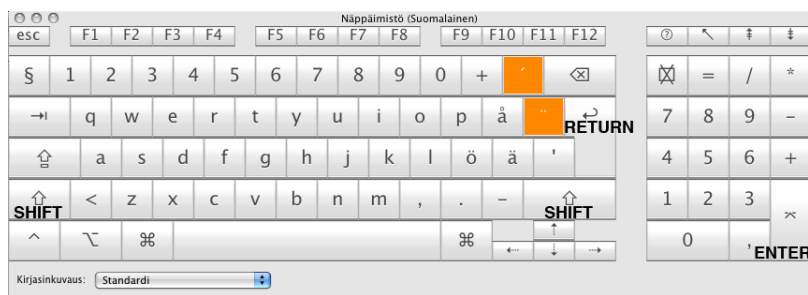 Näppäimistö (Suomalainen)
esc F1 F2 F3 F4 F5 F6 F7 F8 F9 F10 F11 F12
§ 1 2 3 4 5 6 7 8 9 0 + ´ = / *
q w e r t y u i o p å ¨ 7 8 9 -
RETURN
a s d f g h j k l ö ä ' 4 5 6 +
< z x c v b n m , . - 1 2 3
SHIFT SHIFT
0 ,
ENTER
Kirjasinkuvaus: Standardi